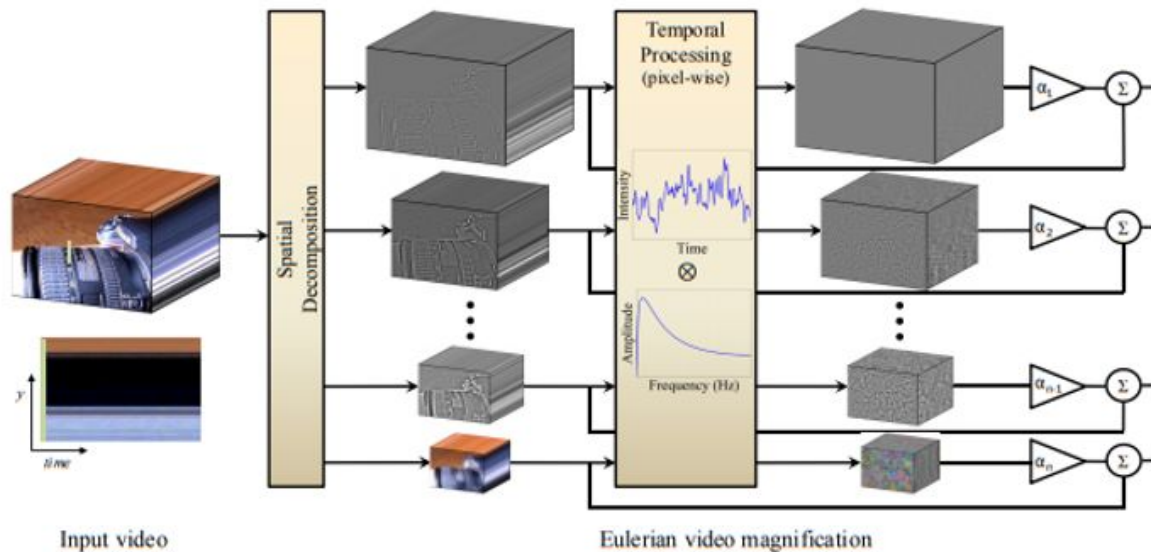 Temporal
Processing
(pixel-wise)
Spatial
Decomposition
Intensity
Time
⊗
Amplitude
Frequency (Hz)
α1
Σ
α2
Σ
αn-1
Σ
αn
Σ
y
time
Input video
Eulerian video magnification